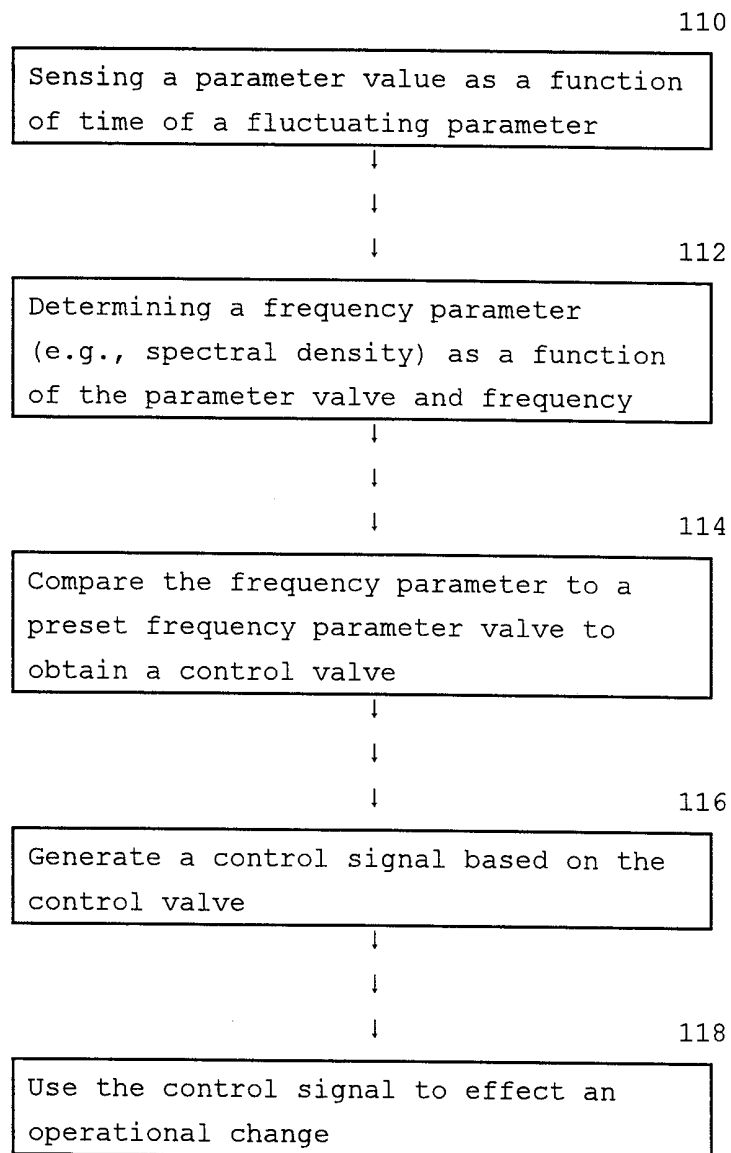 110
Sensing a parameter value as a function
of time of a fluctuating parameter
112
Determining a frequency parameter
(e.g., spectral density) as a function
of the parameter valve and frequency
114
Compare the frequency parameter to a
preset frequency parameter valve to
obtain a control valve
116
Generate a control signal based on the
control valve
118
Use the control signal to effect an
operational change